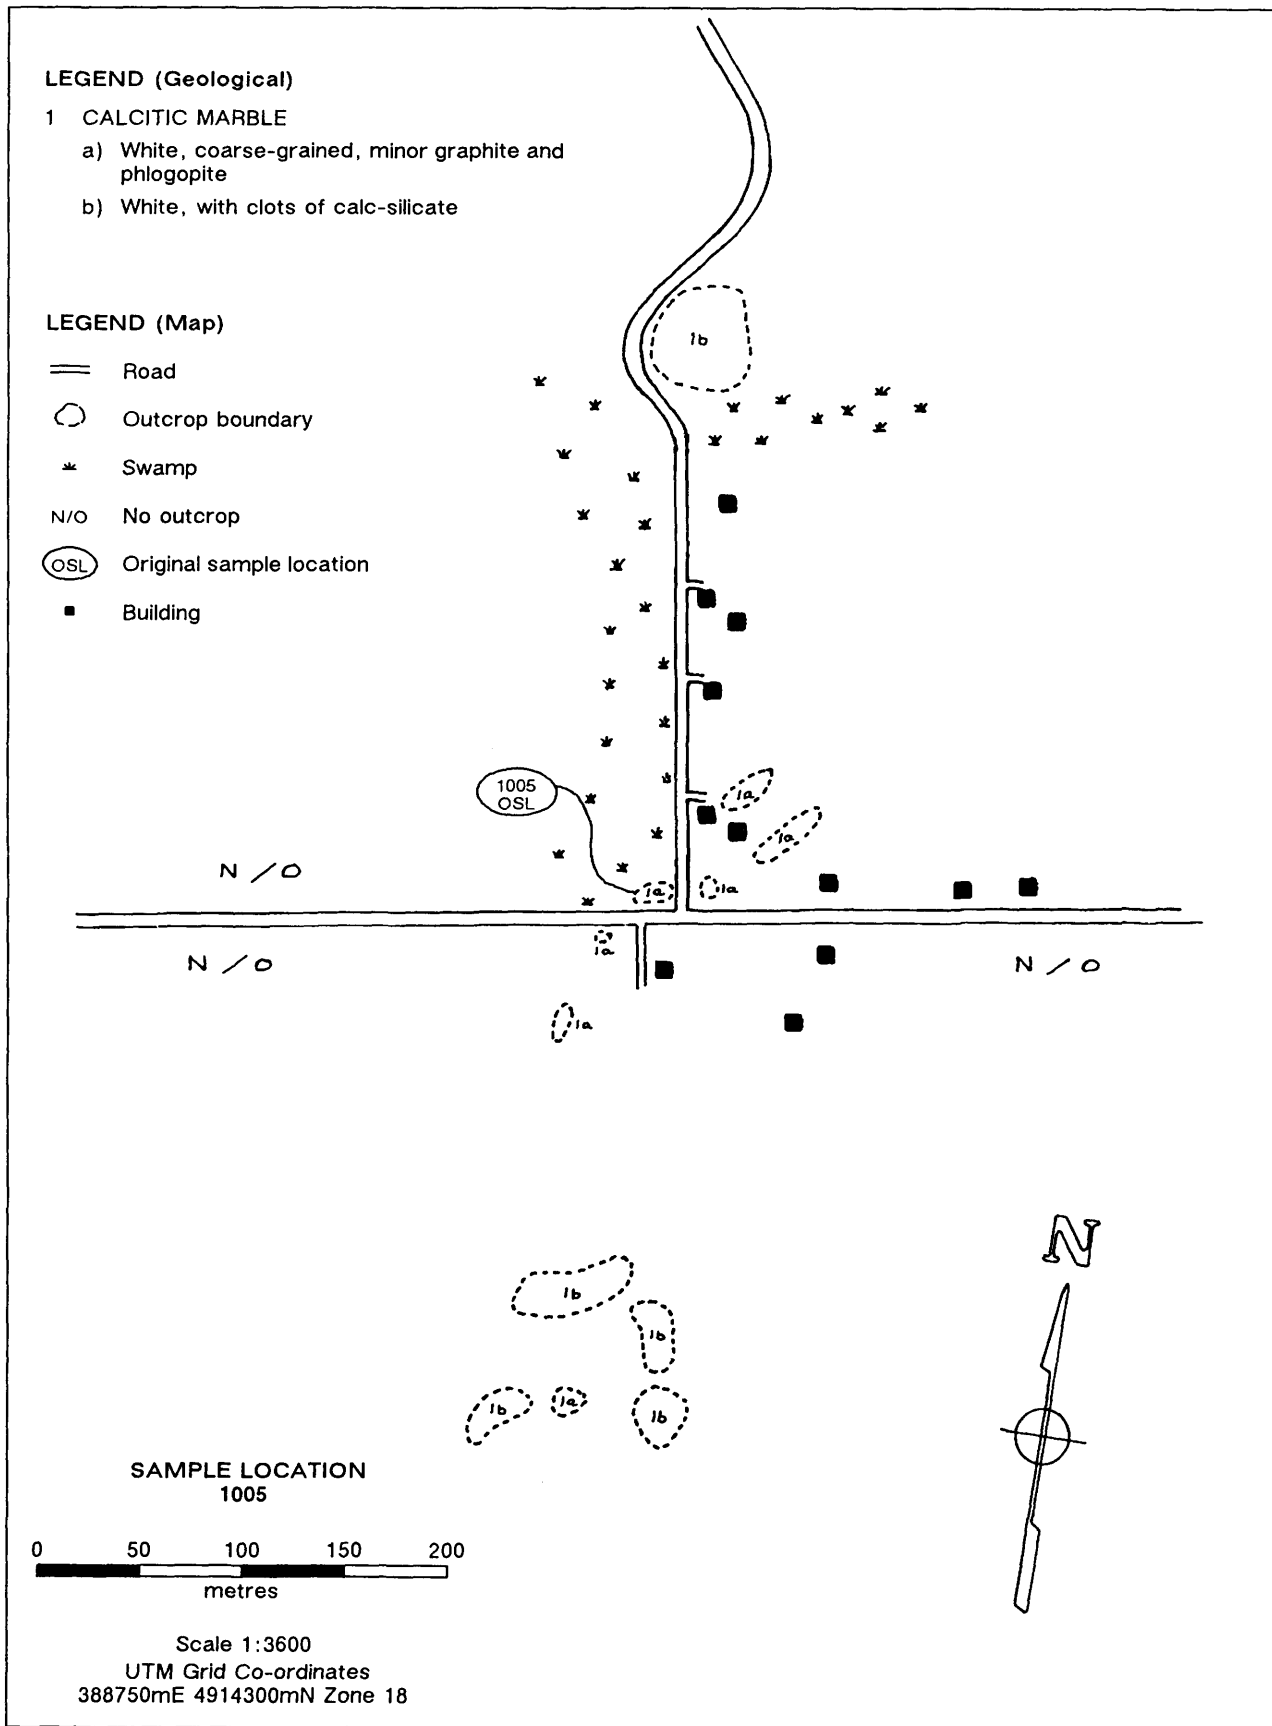 LEGEND (Geological)
1 CALCITIC MARBLE
a) White, coarse-grained, minor graphite and
phlogopite
b) White, with clots of calc-silicate
LEGEND (Map)
Road
Outcrop boundary
Swamp
N/O No outcrop
OSL Original sample location
Building
1b
1005
OSL
1a
1a
N/O
1a
1a
1a
N/O
N/O
1a
1b
1b
1b
1a
1b
N
SAMPLE LOCATION
1005
0 50 100 150 200
metres
Scale 1:3600
UTM Grid Co-ordinates
388750mE 4914300mN Zone 18